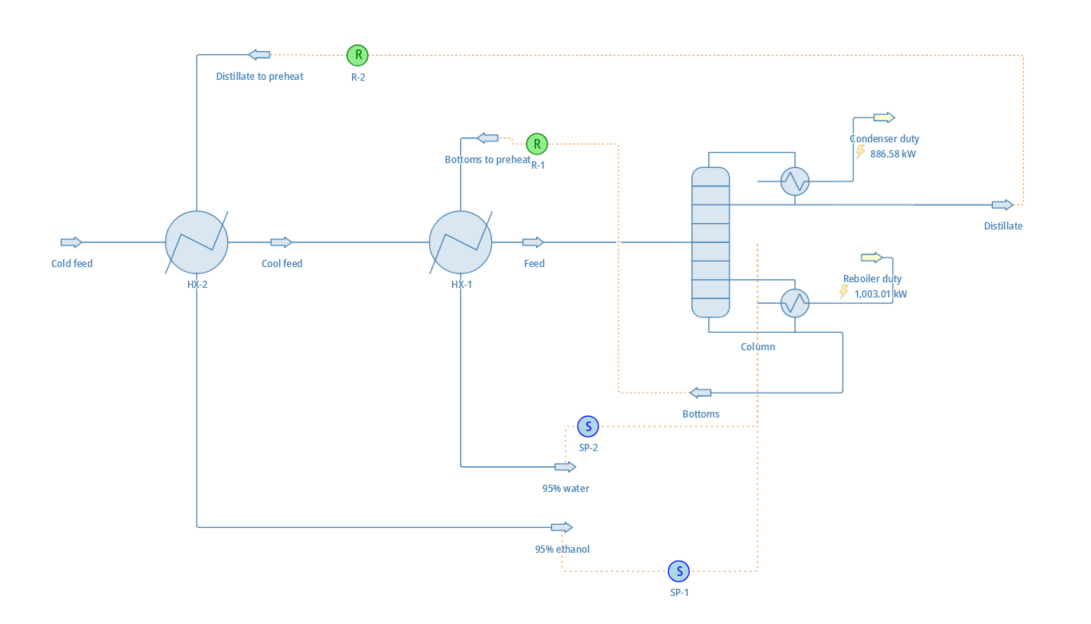 R
Distillate to preheat
R-2
Condenser duty
886.58 kW
R
Bottoms to preheat
R-1
Distillate
Cold feed
HX-2
Cool feed
HX-1
Feed
Reboiler duty
1,003.01 kW
Column
Bottoms
S
SP-2
95% water
95% ethanol
S
SP-1